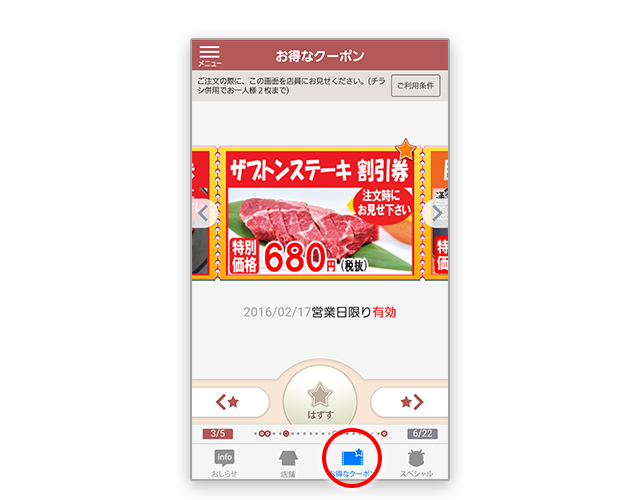 お得なクーポン
メニュー
ご注文の際に、この画面を店員にお見せください。(チラ
シ併用でお一人様２枚まで)
ご利用条件
ザブトンステーキ 割引券
注文時に
お見せ下さい
特別
価格
680円(税抜)
2016/02/17営業日限り有効
はずす
3/5
6/22
info
おしらせ
店舗
お得なクーポン
スペシャル